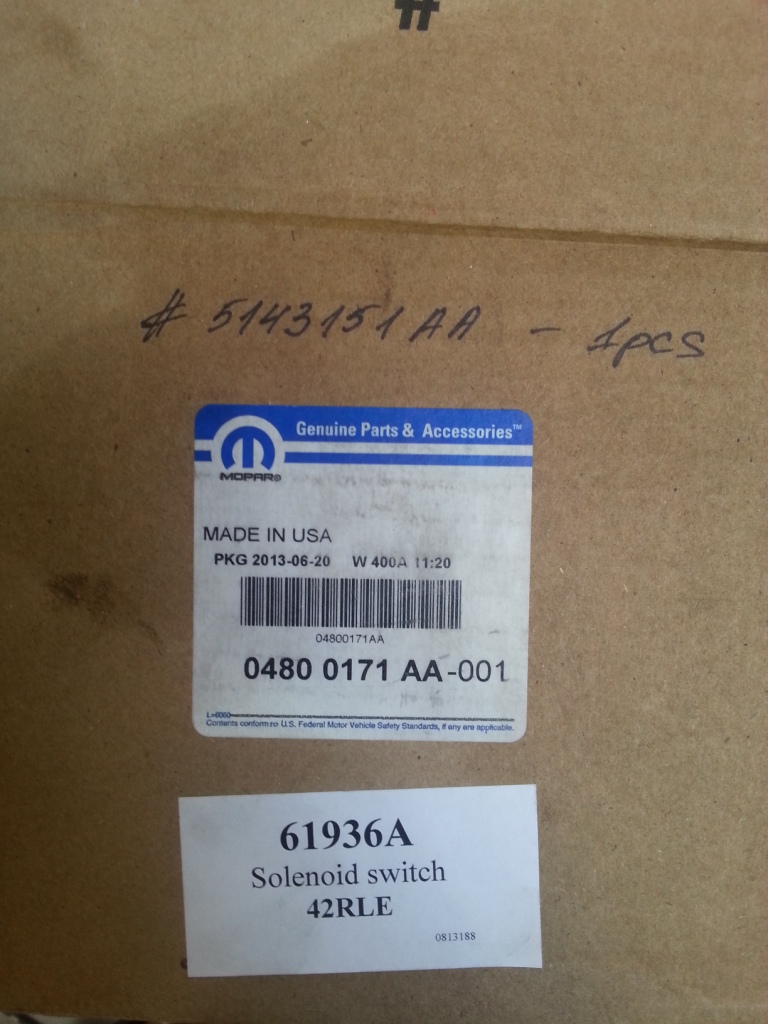 #
# 5143151 AA - 1pcs
Genuine Parts & Accessories™
MOPAR®
MADE IN USA
PKG 2013-06-20 W 400A 11:20
04800171AA
0480 0171 AA-001
Contents conform to U.S. Federal Motor Vehicle Safety Standards, if any are applicable.
61936A
Solenoid switch
42RLE
0813188